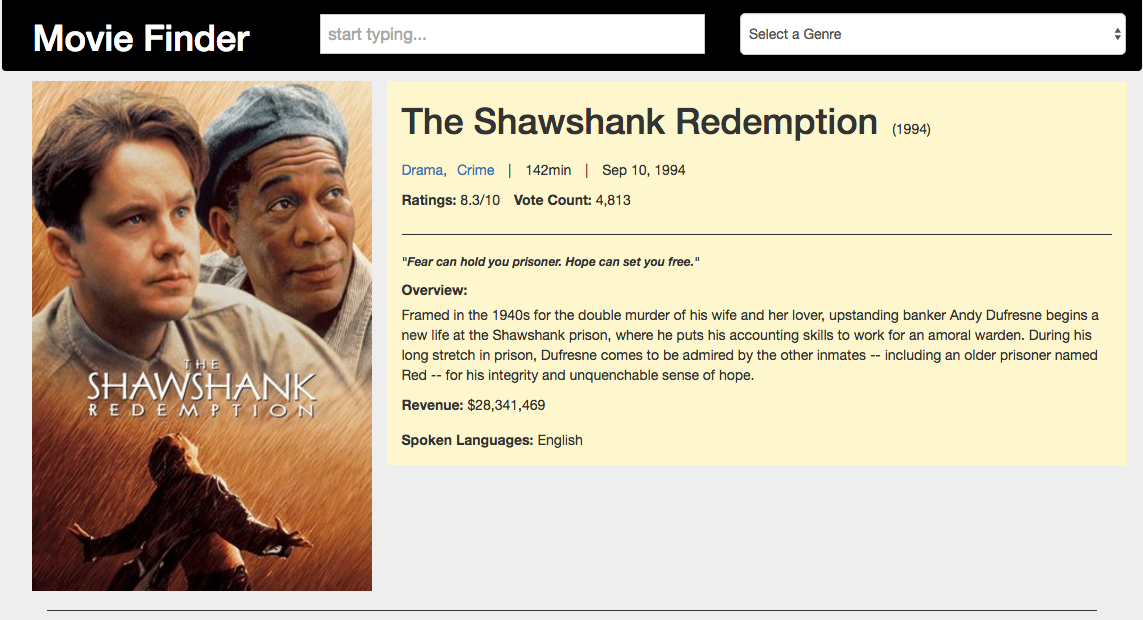 Movie Finder
start typing...
Select a Genre
The Shawshank Redemption (1994)
Drama, Crime | 142min | Sep 10, 1994
Ratings: 8.3/10 Vote Count: 4,813
"Fear can hold you prisoner. Hope can set you free."
Overview:
Framed in the 1940s for the double murder of his wife and her lover, upstanding banker Andy Dufresne begins a
new life at the Shawshank prison, where he puts his accounting skills to work for an amoral warden. During his
long stretch in prison, Dufresne comes to be admired by the other inmates -- including an older prisoner named
Red -- for his integrity and unquenchable sense of hope.
Revenue: $28,341,469
Spoken Languages: English
THE
SHAWSHANK
REDEMPTION